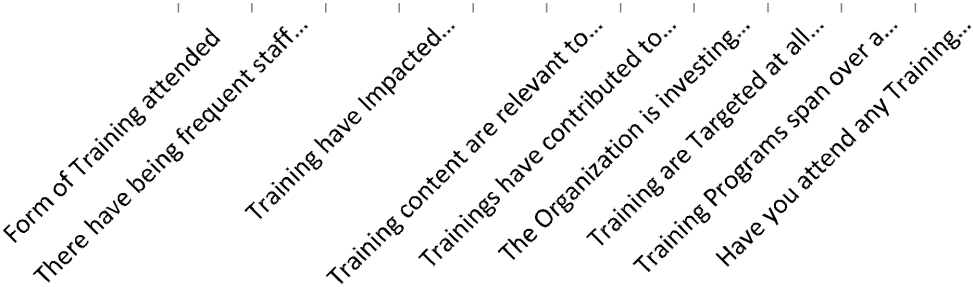 Form of Training attended
There have being frequent staff...
Training have Impacted...
Training content are relevant to...
Trainings have contributed to...
The Organization is investing...
Training are Targeted at all...
Training Programs span over a...
Have you attend any Training...